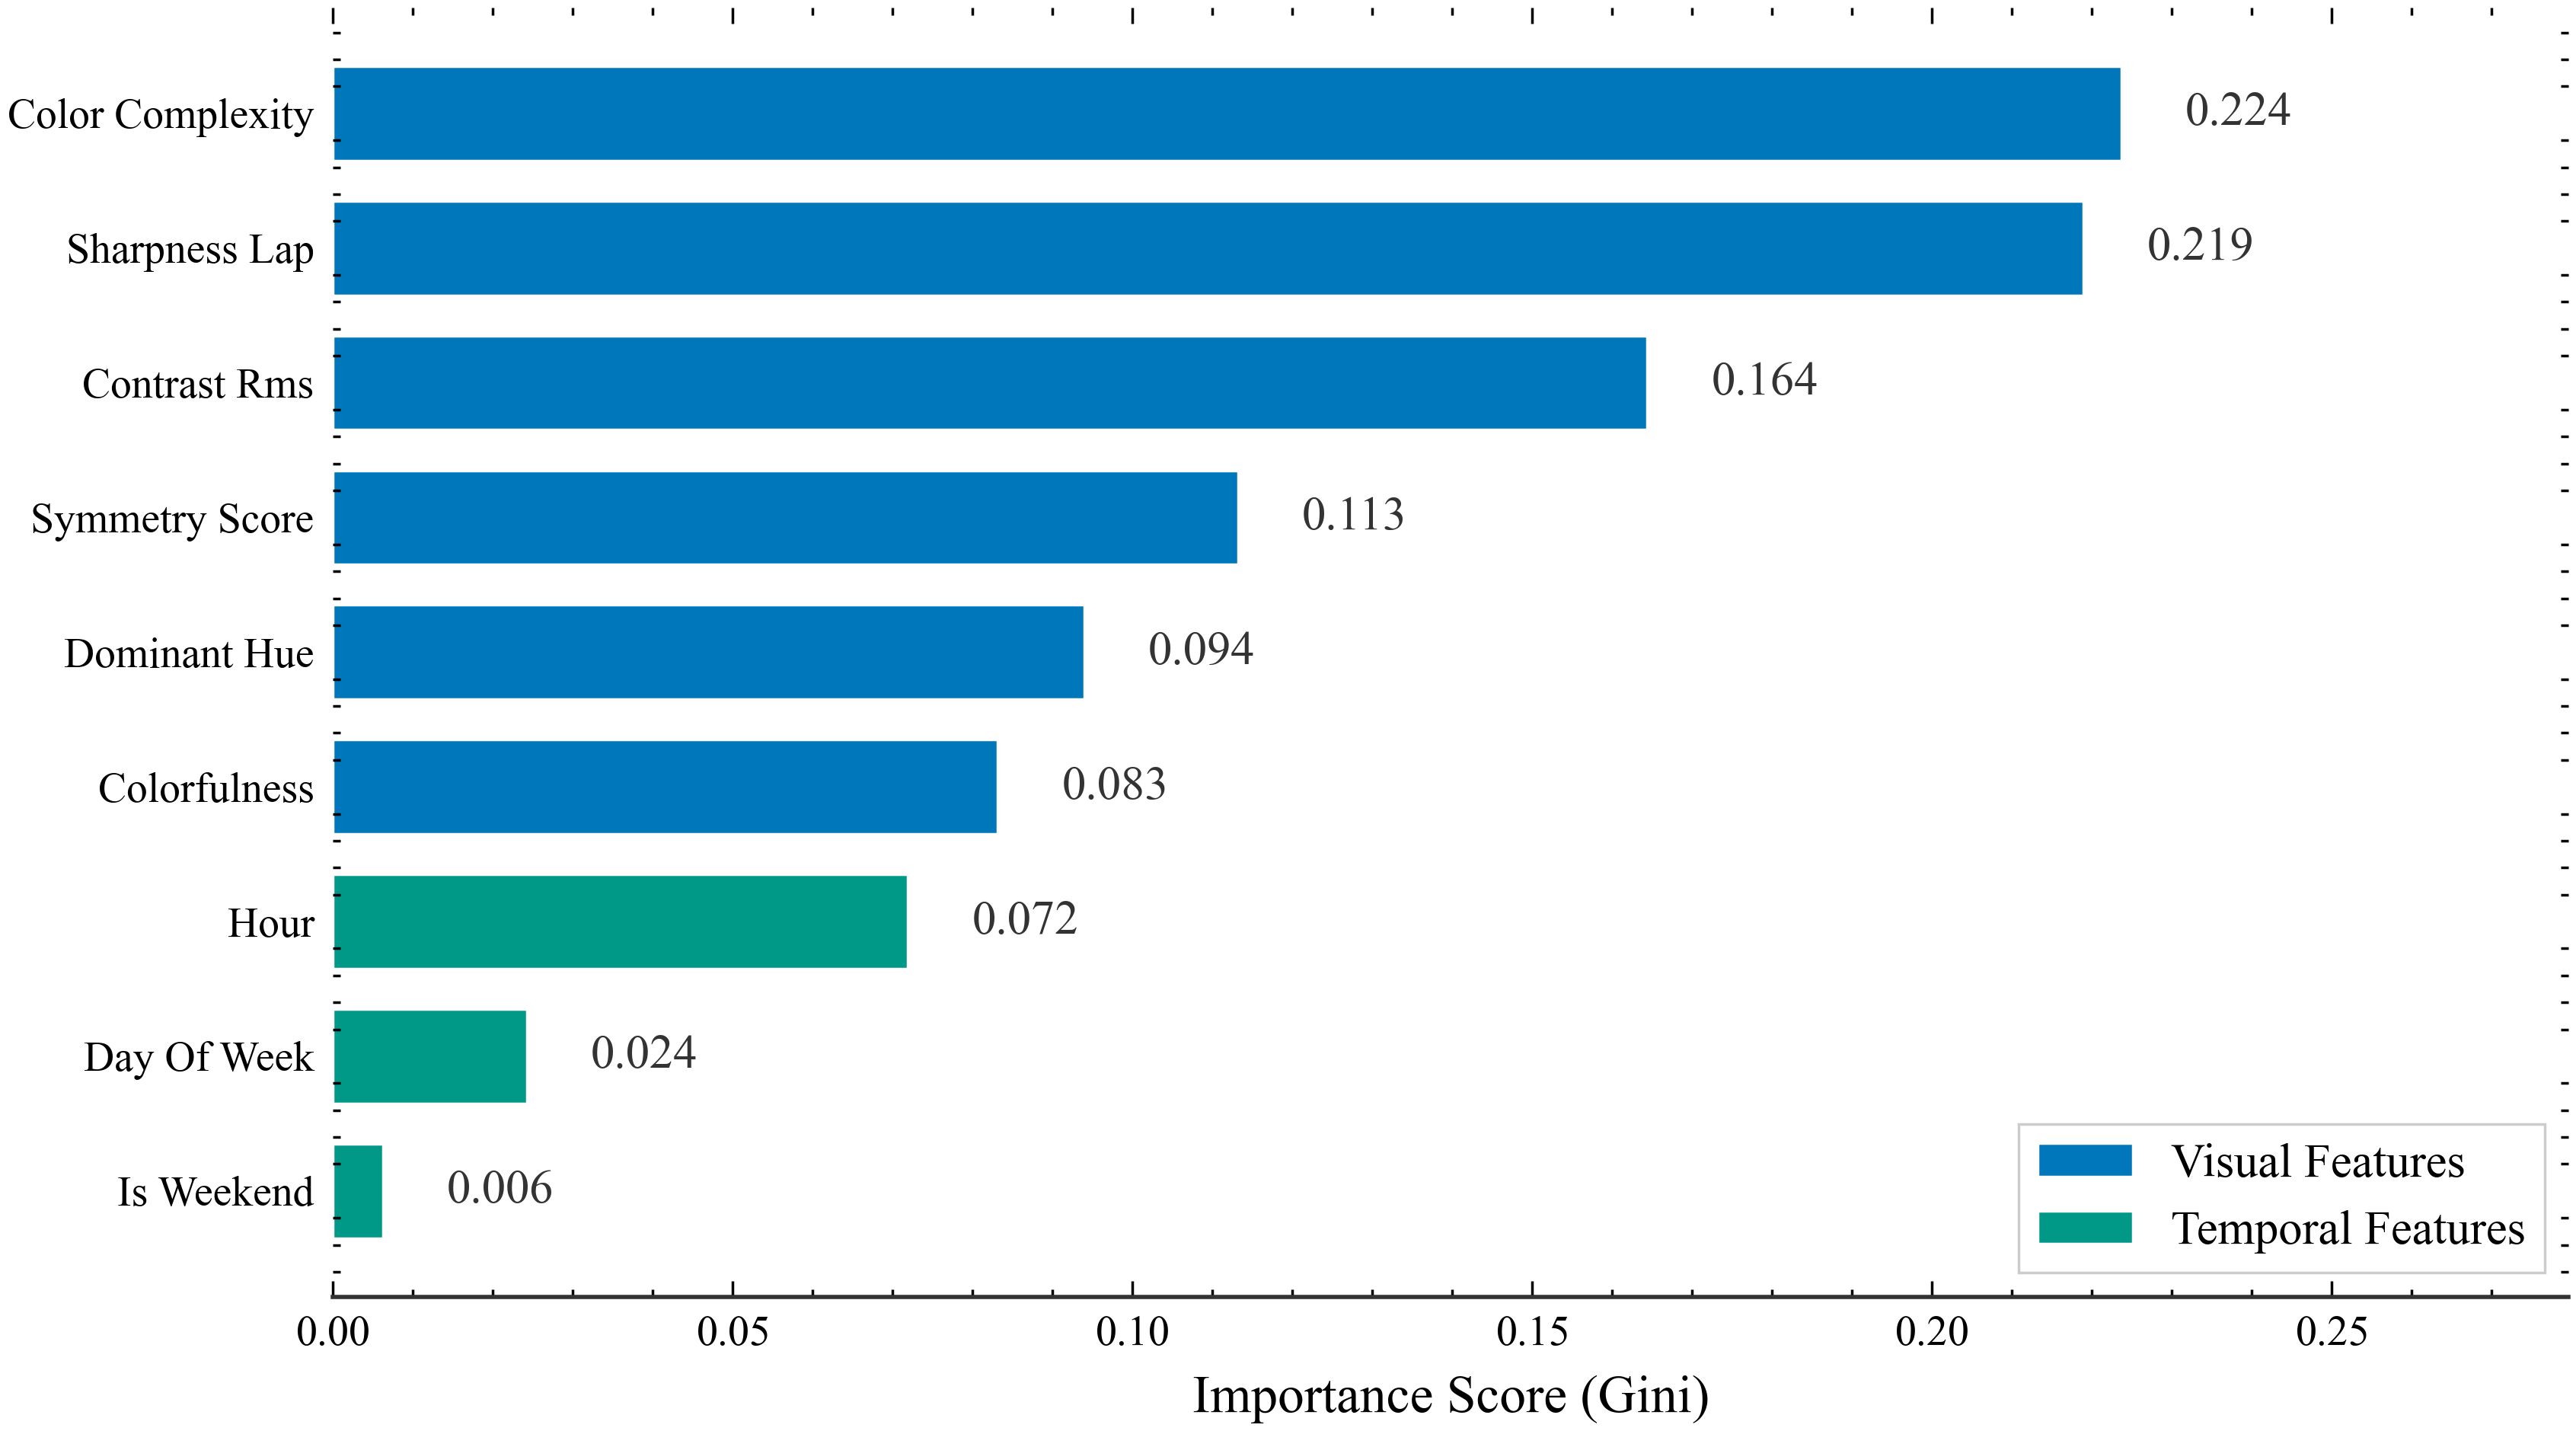 Color Complexity 0.224
Sharpness Lap 0.219
Contrast Rms 0.164
Symmetry Score 0.113
Dominant Hue 0.094
Colorfulness 0.083
Hour 0.072
Day Of Week 0.024
Is Weekend 0.006
Visual Features
Temporal Features
0.00 0.05 0.10 0.15 0.20 0.25
Importance Score (Gini)